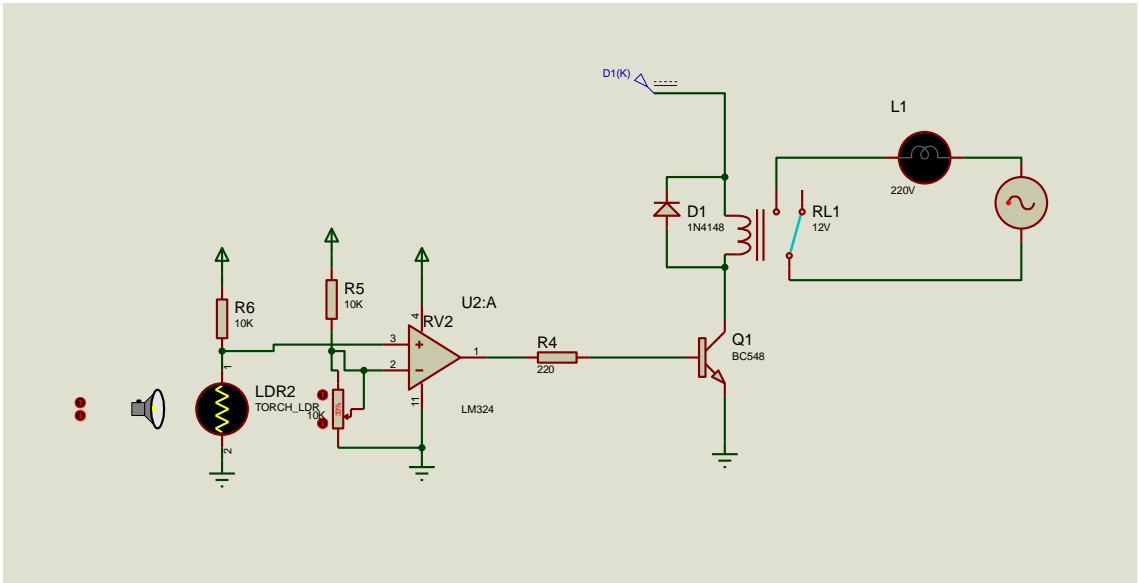 D1(K)
L1
220V
D1
1N4148
RL1
12V
R5
10K
R6
10K
U2:A
RV2
4
3
2
1
11
LM324
R4
220
Q1
BC548
1
LDR2
TORCH_LDR
10K
2